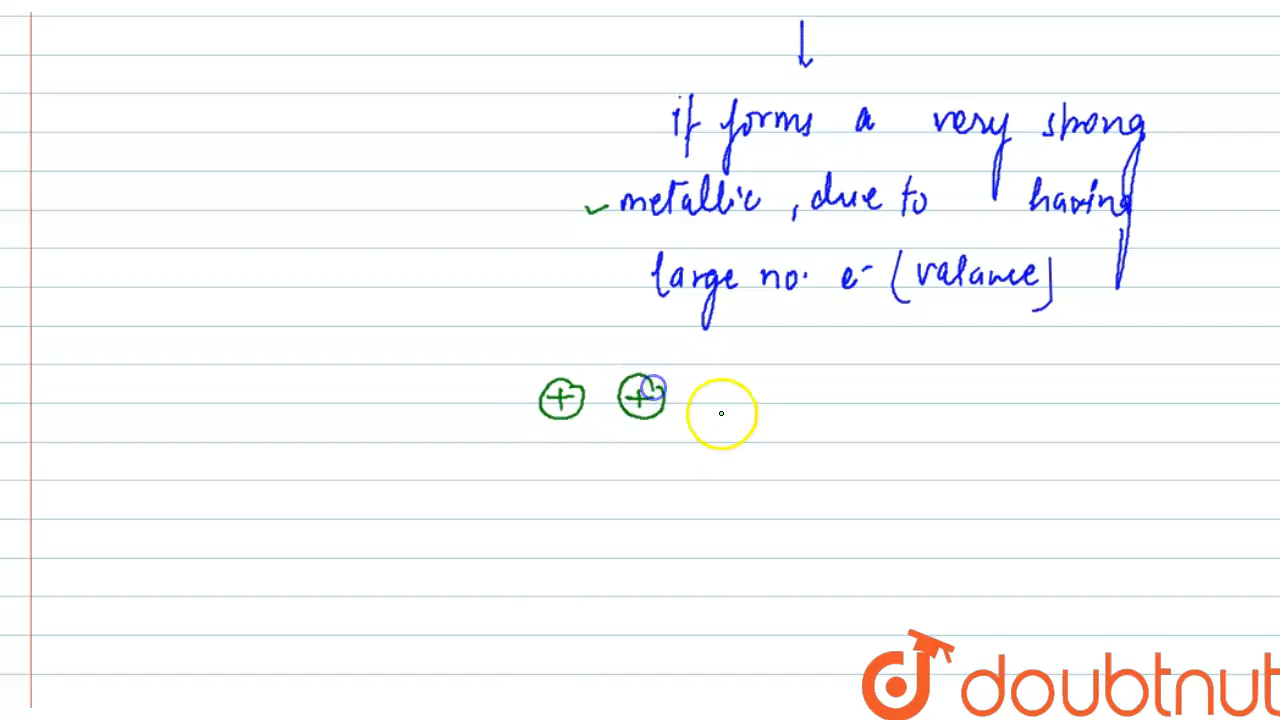 it forms a very strong
metallic, due to having
large no. e- (valance)
+ +
doubtnut